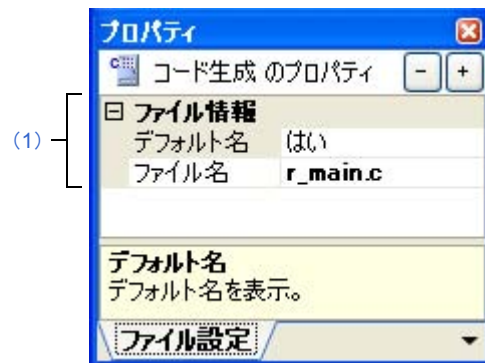 プロパティ
コード生成 のプロパティ
(1)
ファイル情報
デフォルト名 はい
ファイル名 r_main.c
デフォルト名
デフォルト名を表示。
ファイル設定